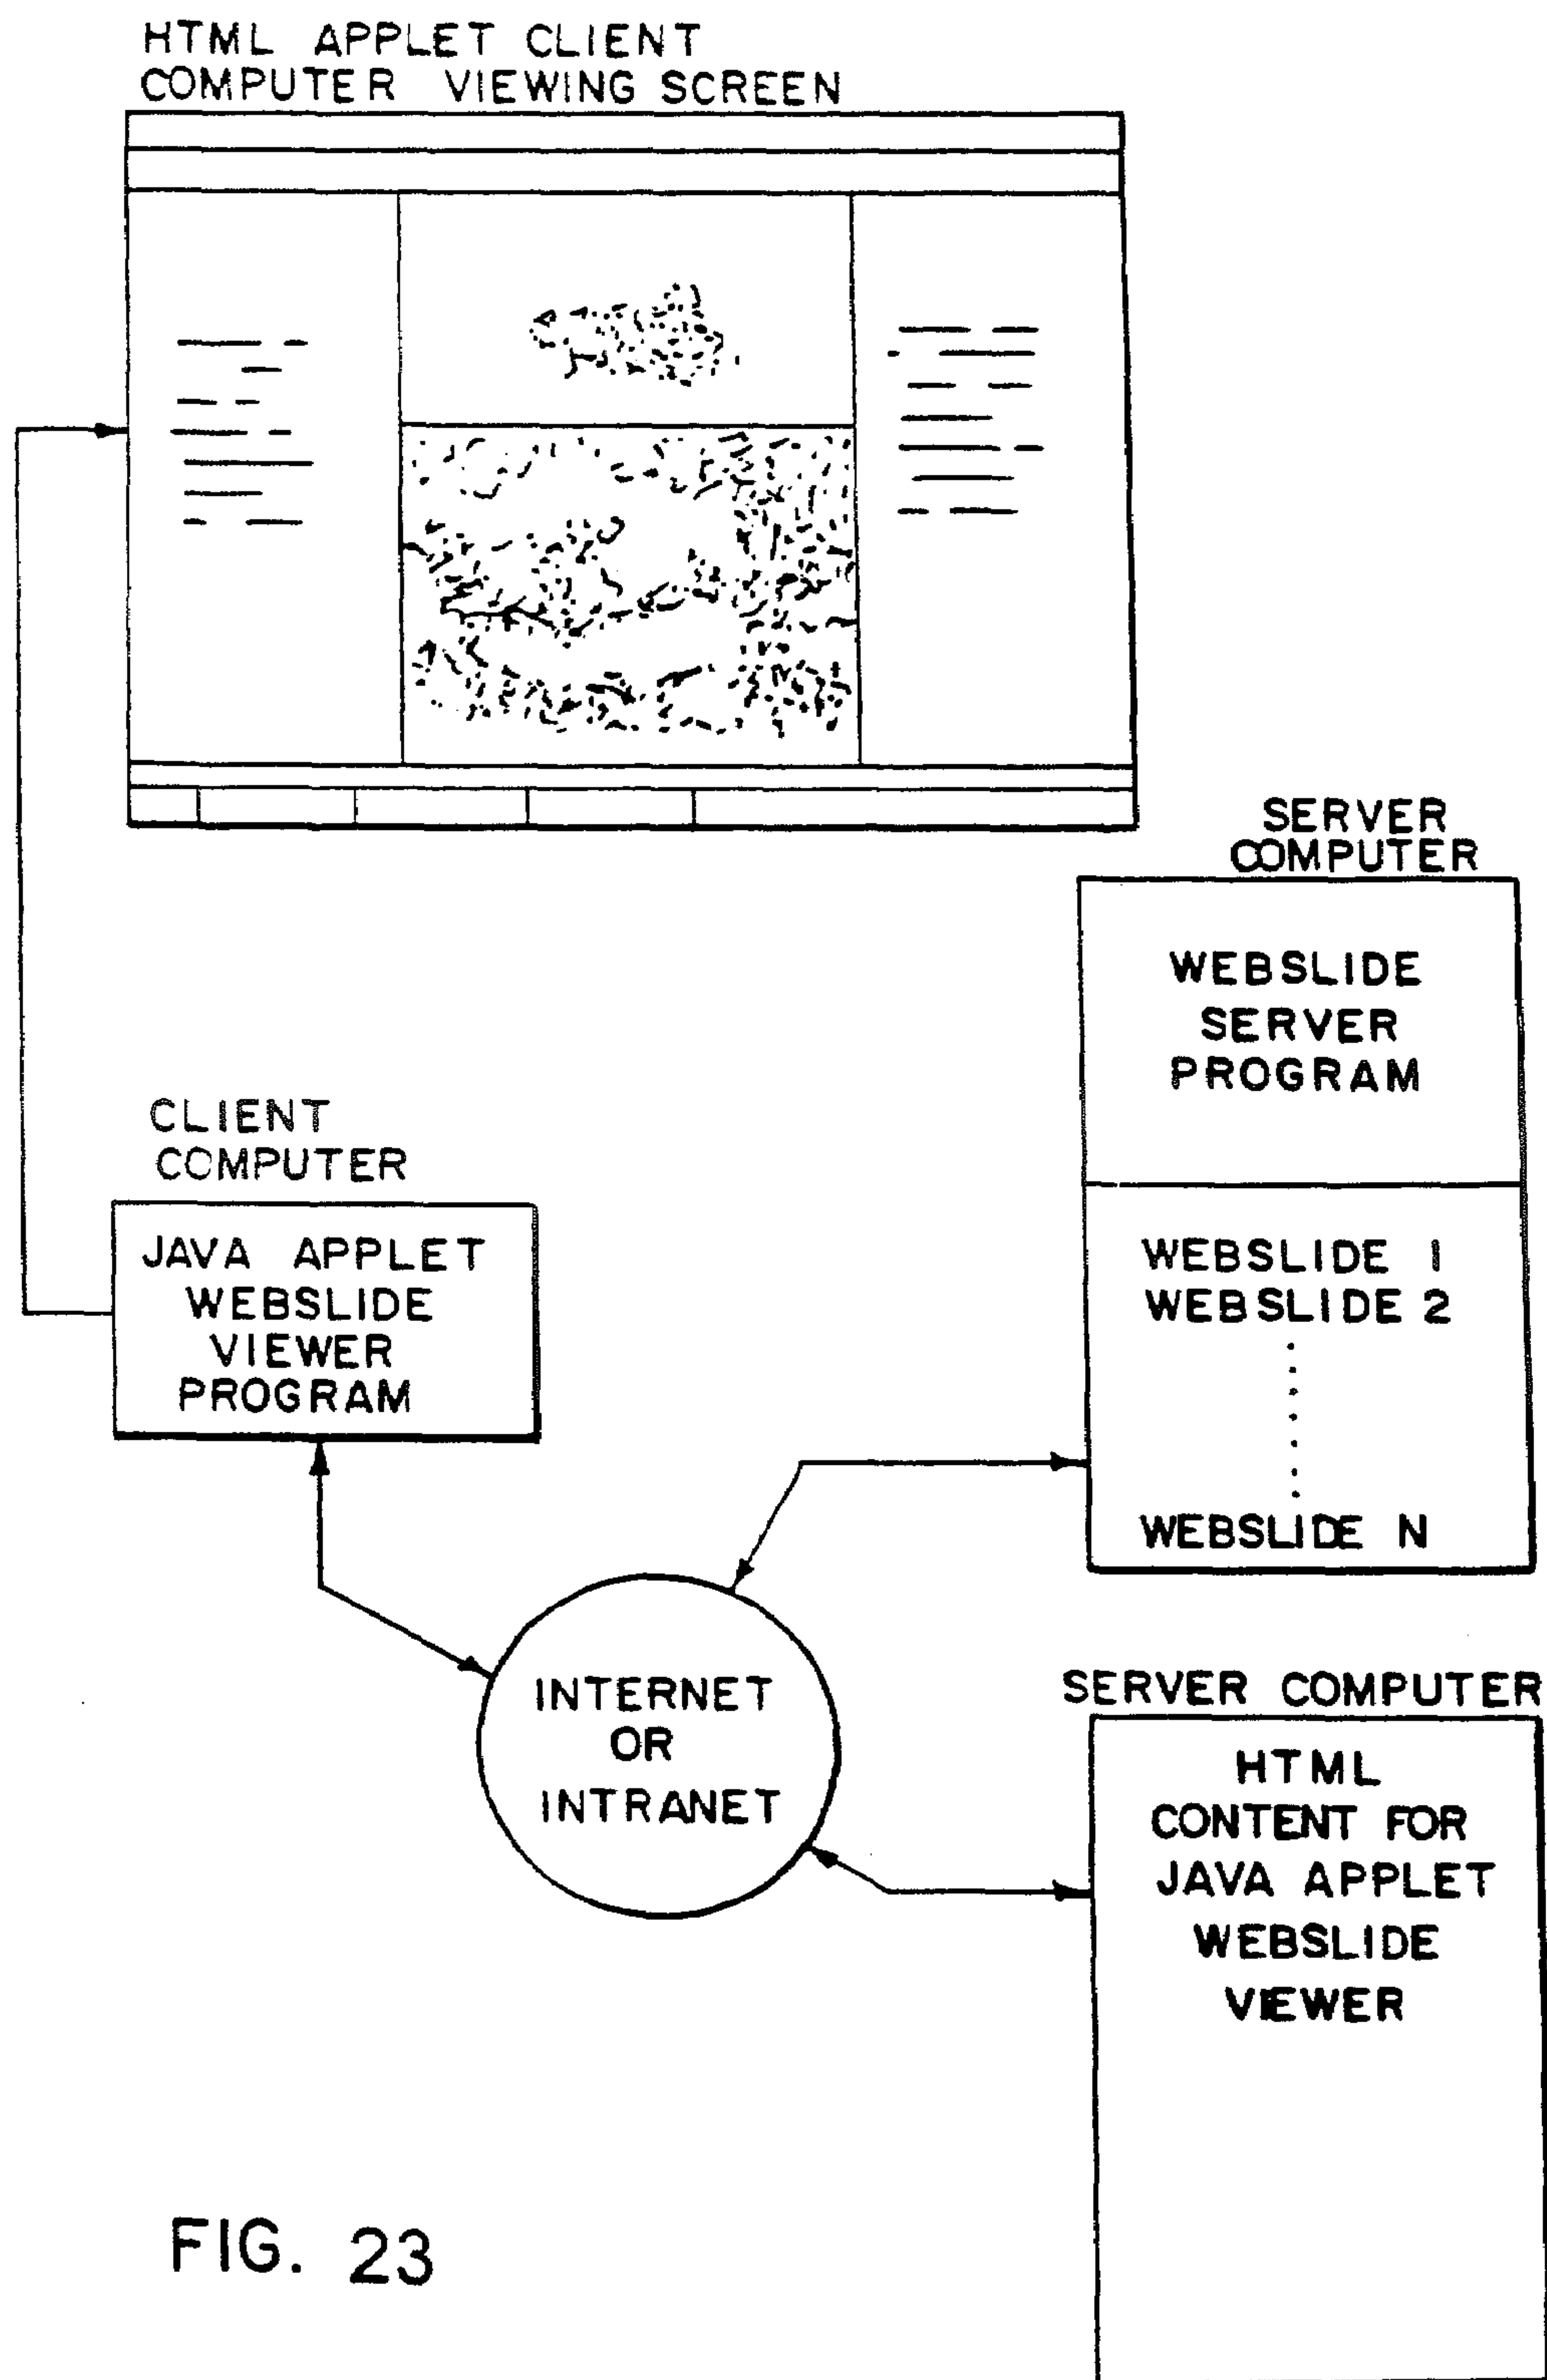 HTML APPLET CLIENT
COMPUTER VIEWING SCREEN
SERVER
COMPUTER
WEBSLIDE
SERVER
PROGRAM
WEBSLIDE 1
WEBSLIDE 2
WEBSLIDE N
CLIENT
COMPUTER
JAVA APPLET
WEBSLIDE
VIEWER
PROGRAM
INTERNET
OR
INTRANET
SERVER COMPUTER
HTML
CONTENT FOR
JAVA APPLET
WEBSLIDE
VIEWER
FIG. 23